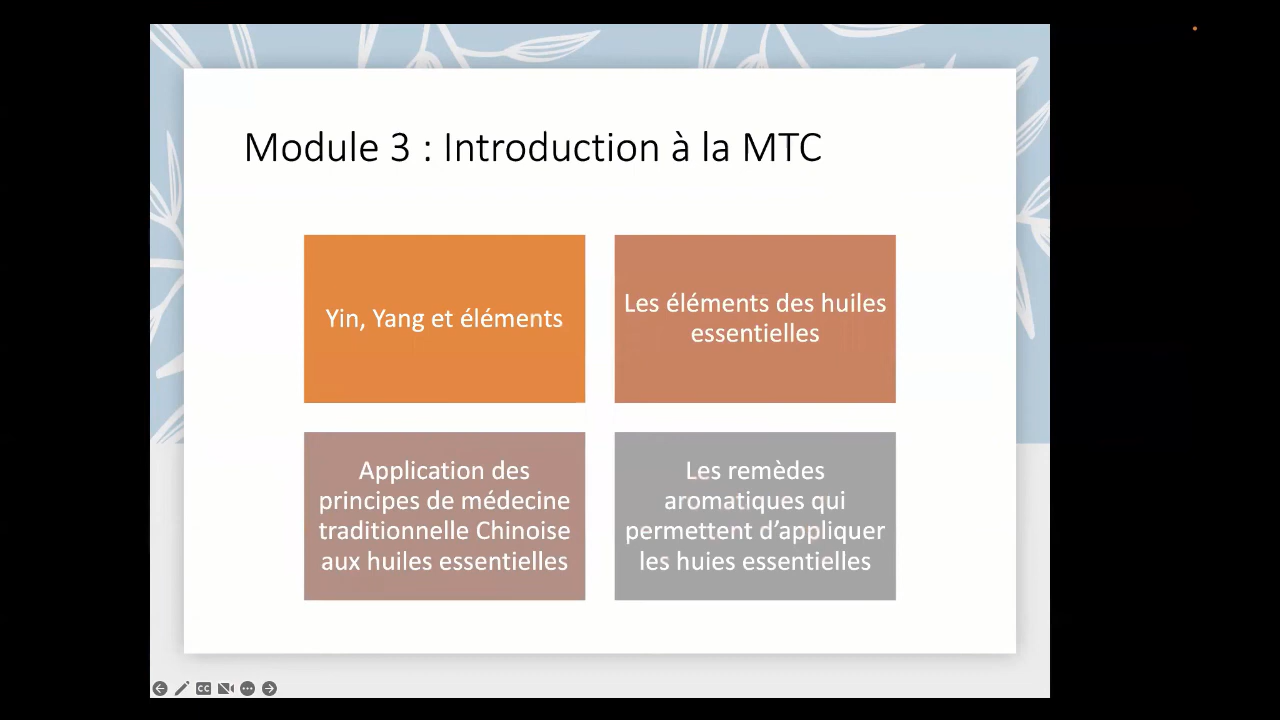 Module 3 : Introduction à la MTC
Yin, Yang et éléments
Les éléments des huiles
essentielles
Application des
principes de médecine
traditionnelle Chinoise
aux huiles essentielles
Les remèdes
aromatiques qui
permettent d’appliquer
les huies essentielles
CC